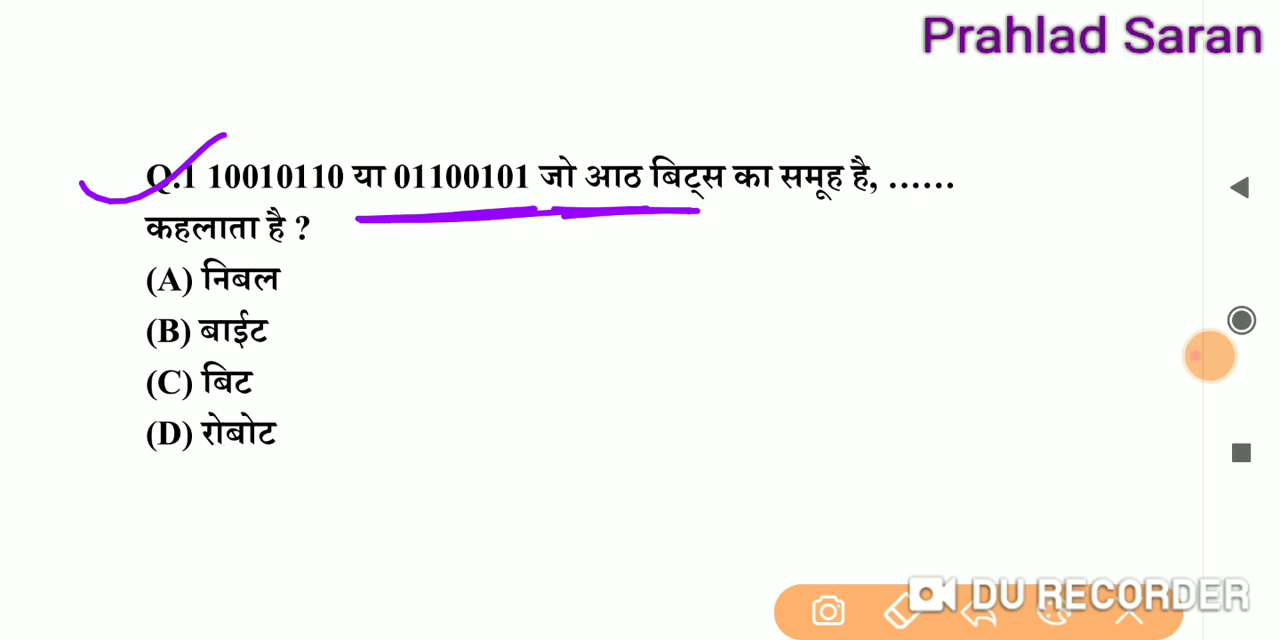 Prahlad Saran
Q.1 10010110 या 01100101 जो आठ बिट्स का समूह है, ......
कहलाता है ?
(A) निबल
(B) बाईट
(C) बिट
(D) रोबोट
DU RECORDER